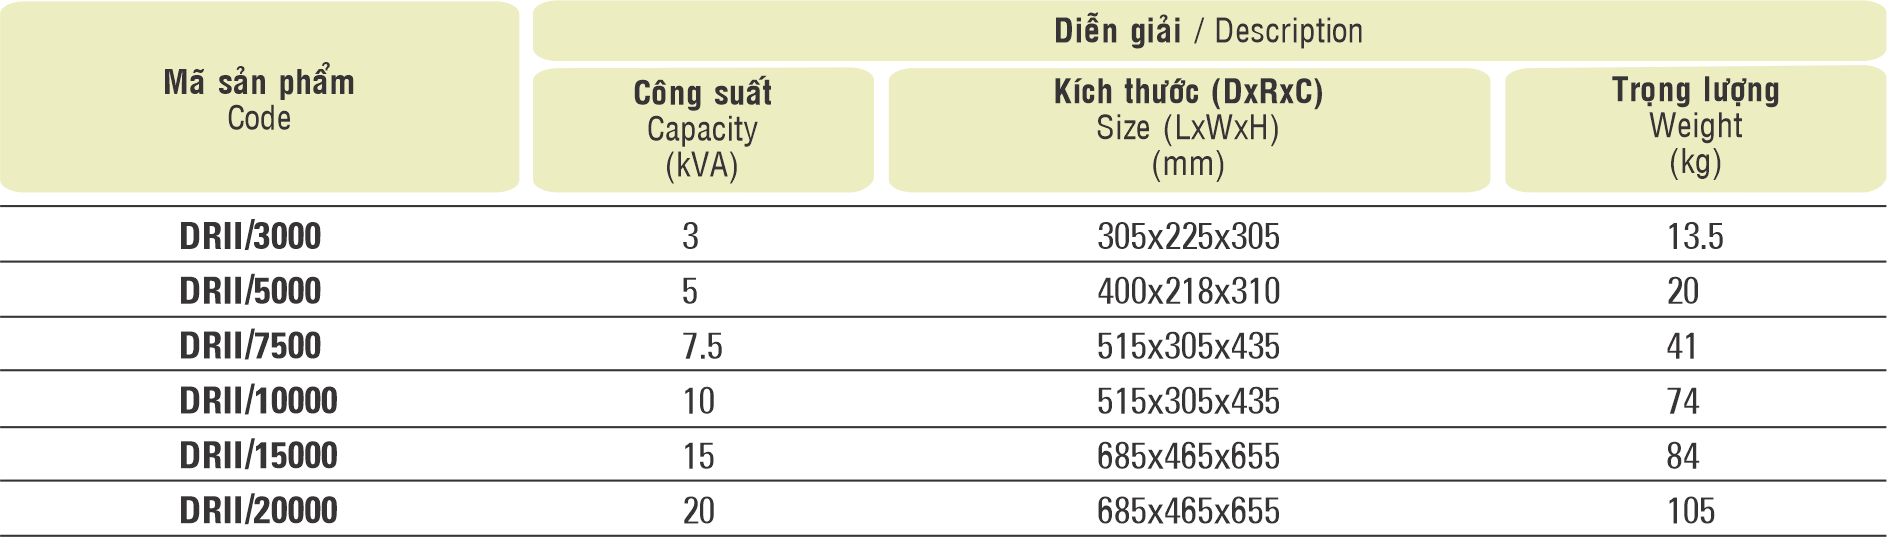 Diễn giải / Description
Mã sản phẩm
Code
Công suất
Capacity
(kVA)
Kích thước (DxRxC)
Size (LxWxH)
(mm)
Trọng lượng
Weight
(kg)
DRII/3000 3 305x225x305 13.5
DRII/5000 5 400x218x310 20
DRII/7500 7.5 515x305x435 41
DRII/10000 10 515x305x435 74
DRII/15000 15 685x465x655 84
DRII/20000 20 685x465x655 105